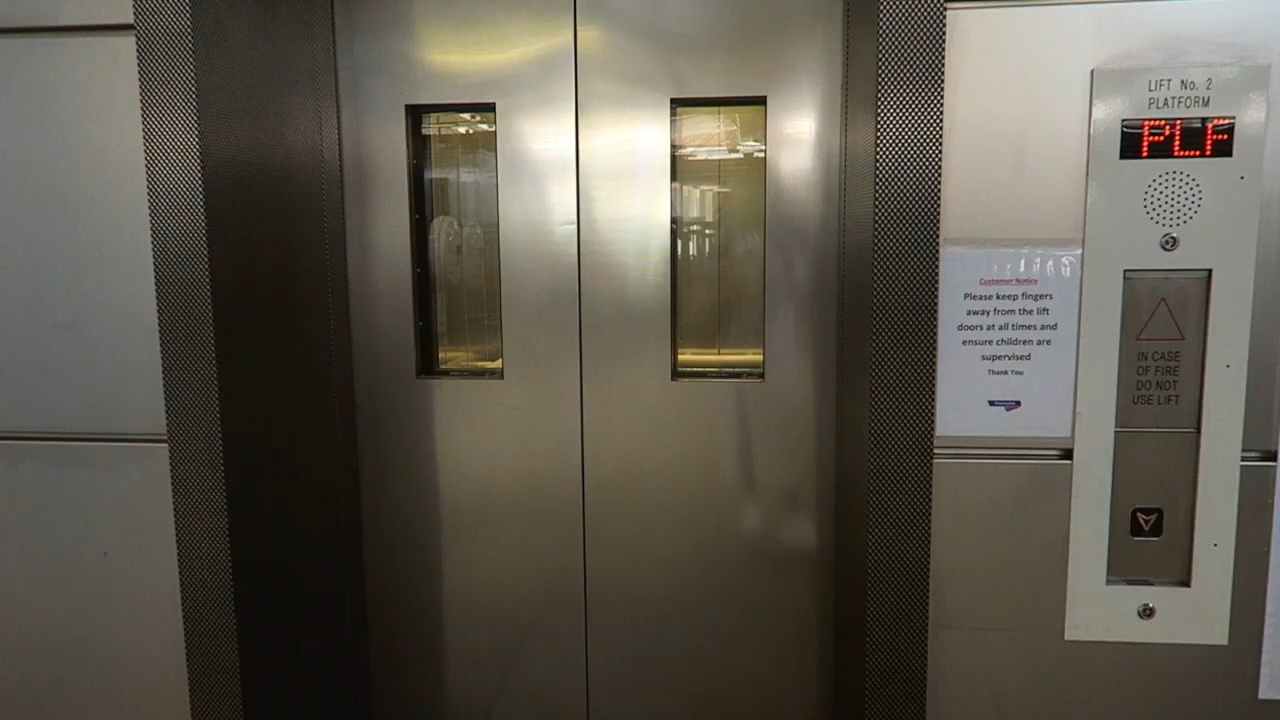 LIFT No. 2
PLATFORM
PLF
Customer Notice
Please keep fingers
away from the lift
doors at all times and
ensure children are
supervised
Thank You
IN CASE
OF FIRE
DO NOT
USE LIFT